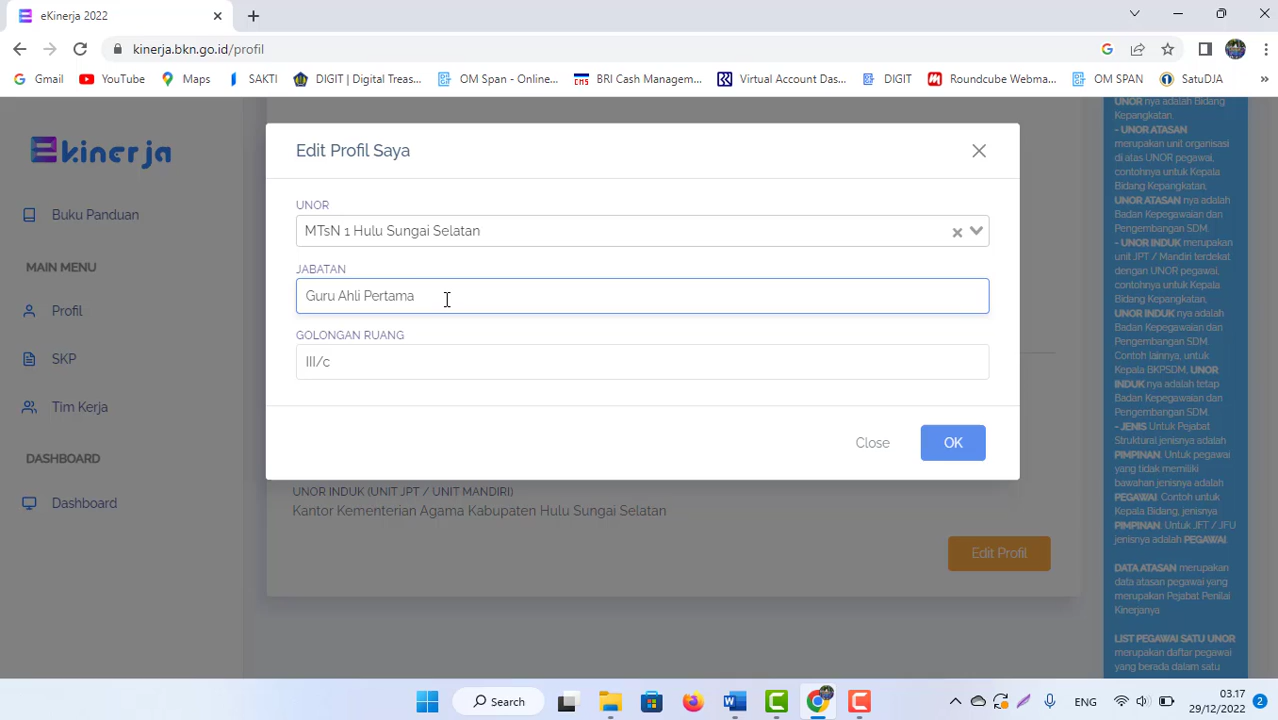 eKinerja 2022
kinerja.bkn.go.id/profil
Gmail
YouTube
Maps
SAKTI
DIGIT | Digital Treas...
OM Span - Online...
CMS
BRI Cash Managem...
Virtual Account Das...
DIGIT
Roundcube Webma...
OM SPAN
SatuDJA
»
Ekinerja
Buku Panduan
MAIN MENU
Profil
SKP
Tim Kerja
DASHBOARD
Dashboard
Edit Profil Saya
UNOR
MTsN 1 Hulu Sungai Selatan
JABATAN
Guru Ahli Pertama
GOLONGAN RUANG
III/c
Close
OK
UNOR INDUK (UNIT JPT / UNIT MANDIRI)
Kantor Kementerian Agama Kabupaten Hulu Sungai Selatan
Edit Profil
UNOR nya adalah Bidang
Kepangkatan.
- UNOR ATASAN
merupakan unit organisasi
di atas UNOR pegawai,
contohnya untuk Kepala
Bidang Kepangkatan,
UNOR ATASAN nya adalah
Badan Kepegawaian dan
Pengembangan SDM.
- UNOR INDUK merupakan
unit JPT / Mandiri terdekat
dengan UNOR pegawai,
contohnya untuk Kepala
Bidang Kepangkatan,
UNOR INDUK nya adalah
Badan Kepegawaian dan
Pengembangan SDM.
Contoh lainnya, untuk
Kepala BKPSDM, UNOR
INDUK nya adalah tetap
Badan Kepegawaian dan
Pengembangan SDM.
- JENIS Untuk Pejabat
Struktural jenisnya adalah
PIMPINAN. Untuk pegawai
yang tidak memiliki
bawahan jenisnya adalah
PEGAWAI. Contoh untuk
Kepala Bidang, jenisnya
PIMPINAN. Untuk JFT / JFU
jenisnya adalah PEGAWAI.
DATA ATASAN merupakan
data atasan pegawai yang
merupakan Pejabat Penilai
Kinerjanya
LIST PEGAWAI SATU UNOR
merupakan daftar pegawai
yang berada dalam satu
Search
ENG
03.17
29/12/2022
2